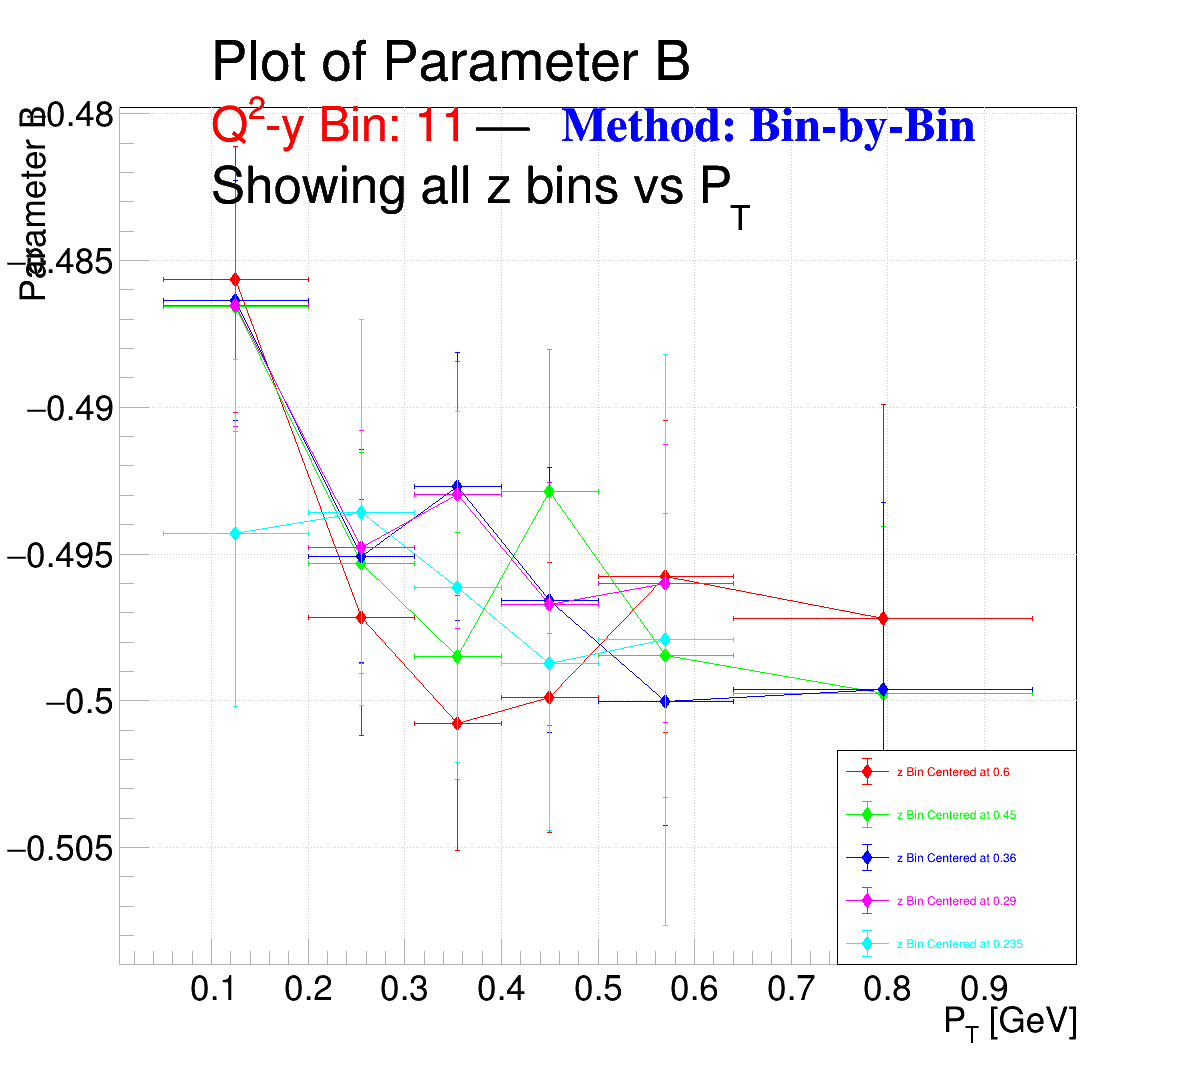 Plot of Parameter B
Q²-y Bin: 11 — Method: Bin-by-Bin
Showing all z bins vs P_T
Parameter B
−0.48
−0.485
−0.49
−0.495
−0.5
−0.505
z Bin Centered at 0.6
z Bin Centered at 0.45
z Bin Centered at 0.36
z Bin Centered at 0.29
z Bin Centered at 0.235
0.1 0.2 0.3 0.4 0.5 0.6 0.7 0.8 0.9
P_T [GeV]